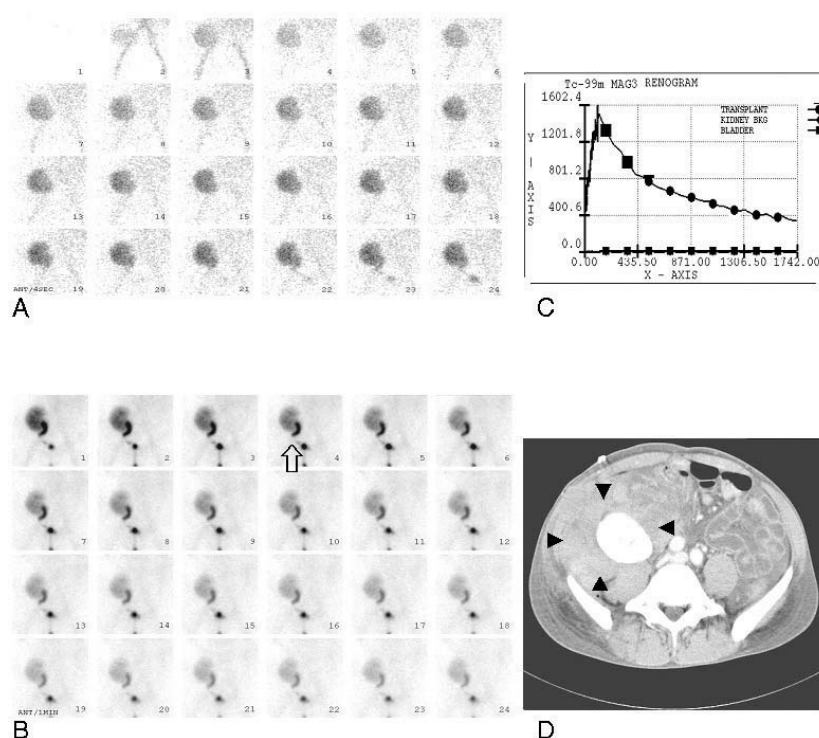 1 2 3 4 5 6
7 8 9 10 11 12
13 14 15 16 17 18
ANT/4SEC 19 20 21 22 23 24
A
Tc-99m MAG3 RENOGRAM
TRANSPLANT
KIDNEY BKG
BLADDER
1602.4
1201.8
801.2
400.6
0.0
Y - AXIS
0.00 435.50 871.00 1306.50 1742.00
X - AXIS
C
1 2 3 4 5 6
7 8 9 10 11 12
13 14 15 16 17 18
ANT/1MIN 19 20 21 22 23 24
B
D